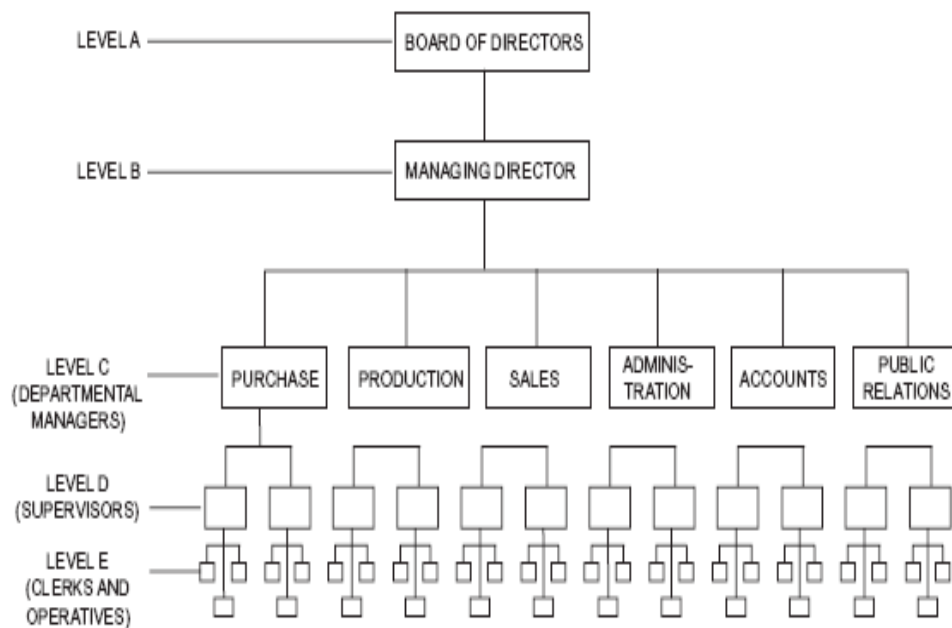 LEVEL A
BOARD OF DIRECTORS
LEVEL B
MANAGING DIRECTOR
LEVEL C
(DEPARTMENTAL
MANAGERS)
PURCHASE
PRODUCTION
SALES
ADMINIS-
TRATION
ACCOUNTS
PUBLIC
RELATIONS
LEVEL D
(SUPERVISORS)
LEVEL E
(CLERKS AND
OPERATIVES)